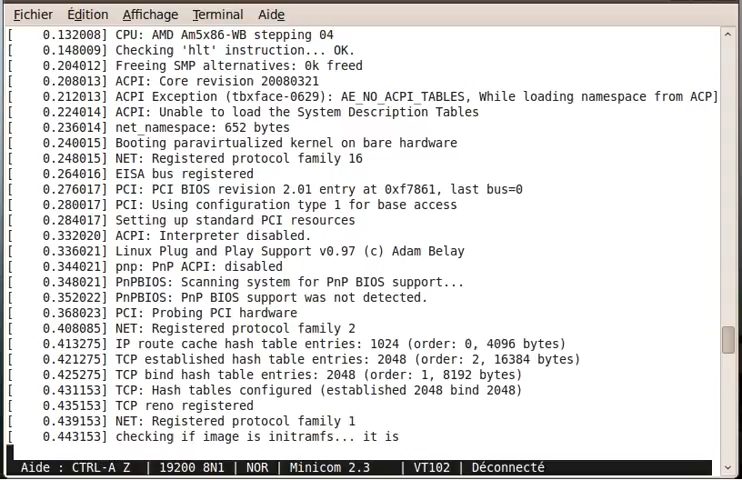 Fichier Édition Affichage Terminal Aide
[    0.132008] CPU: AMD Am5x86-WB stepping 04
[    0.148009] Checking 'hlt' instruction... OK.
[    0.204012] Freeing SMP alternatives: 0k freed
[    0.208013] ACPI: Core revision 20080321
[    0.212013] ACPI Exception (tbxface-0629): AE_NO_ACPI_TABLES, While loading namespace from ACP]
[    0.224014] ACPI: Unable to load the System Description Tables
[    0.236014] net_namespace: 652 bytes
[    0.240015] Booting paravirtualized kernel on bare hardware
[    0.248015] NET: Registered protocol family 16
[    0.264016] EISA bus registered
[    0.276017] PCI: PCI BIOS revision 2.01 entry at 0xf7861, last bus=0
[    0.280017] PCI: Using configuration type 1 for base access
[    0.284017] Setting up standard PCI resources
[    0.332020] ACPI: Interpreter disabled.
[    0.336021] Linux Plug and Play Support v0.97 (c) Adam Belay
[    0.344021] pnp: PnP ACPI: disabled
[    0.348021] PnPBIOS: Scanning system for PnP BIOS support...
[    0.352022] PnPBIOS: PnP BIOS support was not detected.
[    0.368023] PCI: Probing PCI hardware
[    0.408085] NET: Registered protocol family 2
[    0.413275] IP route cache hash table entries: 1024 (order: 0, 4096 bytes)
[    0.421275] TCP established hash table entries: 2048 (order: 2, 16384 bytes)
[    0.425275] TCP bind hash table entries: 2048 (order: 1, 8192 bytes)
[    0.431153] TCP: Hash tables configured (established 2048 bind 2048)
[    0.435153] TCP reno registered
[    0.439153] NET: Registered protocol family 1
[    0.443153] checking if image is initramfs... it is
Aide : CTRL-A Z | 19200 8N1 | NOR | Minicom 2.3 | VT102 | Déconnecté